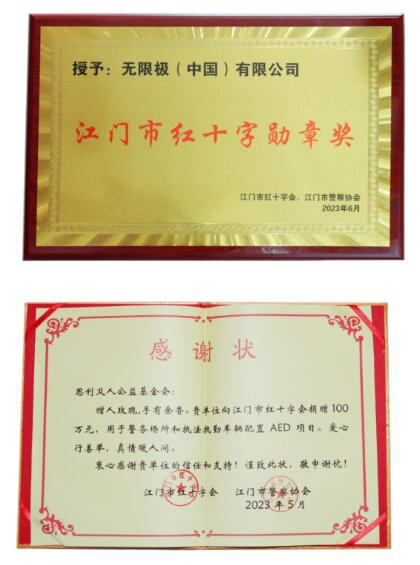 授予：无限极（中国）有限公司
江门市红十字勋章奖
江门市红十字会、江门市警察协会
2023年6月
感谢状
思利及人公益基金会：
赠人玫瑰，手有余香。贵单位向江门市红十字会捐赠100
万元，用于警务场所和执法执勤车辆配置 AED 项目。爱心
行善举，真情暖人间。
衷心感谢贵单位的信任和支持！谨致此状，敬申谢忱！
江门市红十字会 江门市警察协会
2023 年 5 月